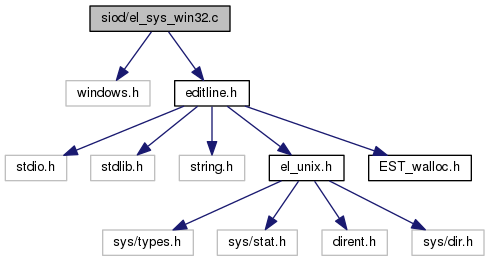 siod/el_sys_win32.c
windows.h
editline.h
stdio.h
stdlib.h
string.h
el_unix.h
EST_walloc.h
sys/types.h
sys/stat.h
dirent.h
sys/dir.h